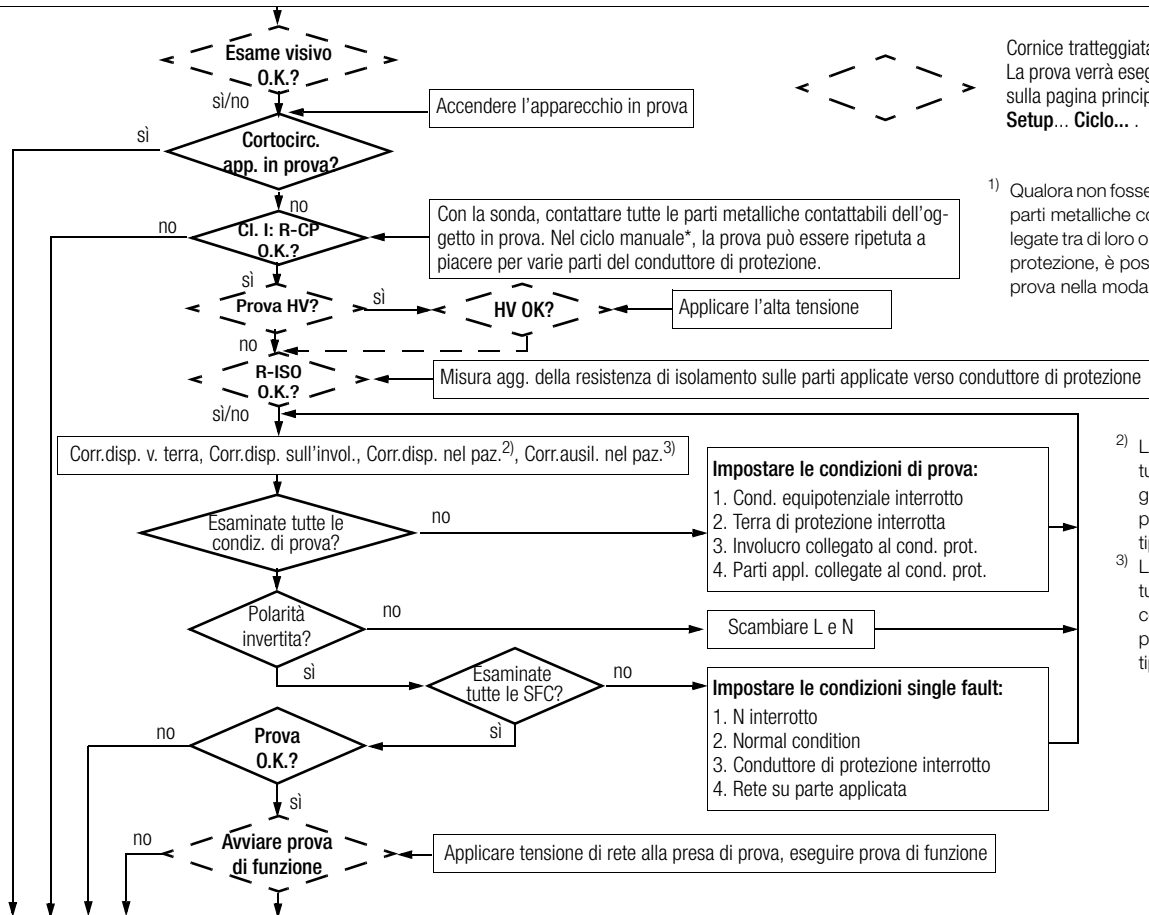 Esame visivo
O.K.?
sì/no
Accendere l'apparecchio in prova
sì
Cortocirc.
app. in prova?
no
no
Cl. I: R-CP
O.K.?
Con la sonda, contattare tutte le parti metalliche contattabili dell'og-
getto in prova. Nel ciclo manuale*, la prova può essere ripetuta a
piacere per varie parti del conduttore di protezione.
sì
Prova HV?
sì
HV OK?
Applicare l'alta tensione
no
R-ISO
O.K.?
Misura agg. della resistenza di isolamento sulle parti applicate verso conduttore di protezione
sì/no
Corr.disp. v. terra, Corr.disp. sull'invol., Corr.disp. nel paz.2), Corr.ausil. nel paz.3)
Esaminate tutte le
condiz. di prova?
no
Impostare le condizioni di prova:
1. Cond. equipotenziale interrotto
2. Terra di protezione interrotta
3. Involucro collegato al cond. prot.
4. Parti appl. collegate al cond. prot.
Polarità
invertita?
no
Scambiare L e N
sì
Esaminate
tutte le SFC?
no
sì
Impostare le condizioni single fault:
1. N interrotto
2. Normal condition
3. Conduttore di protezione interrotto
4. Rete su parte applicata
no
Prova
O.K.?
sì
no
Avviare prova
di funzione
Applicare tensione di rete alla presa di prova, eseguire prova di funzione
Cornice tratteggiata
La prova verrà eseg
sulla pagina princip
Setup... Ciclo... .
1) Qualora non fosse
parti metalliche co
legate tra di loro o
protezione, è pos
prova nella moda
2) L
tu
g
p
ti
3) L
tu
c
p
ti